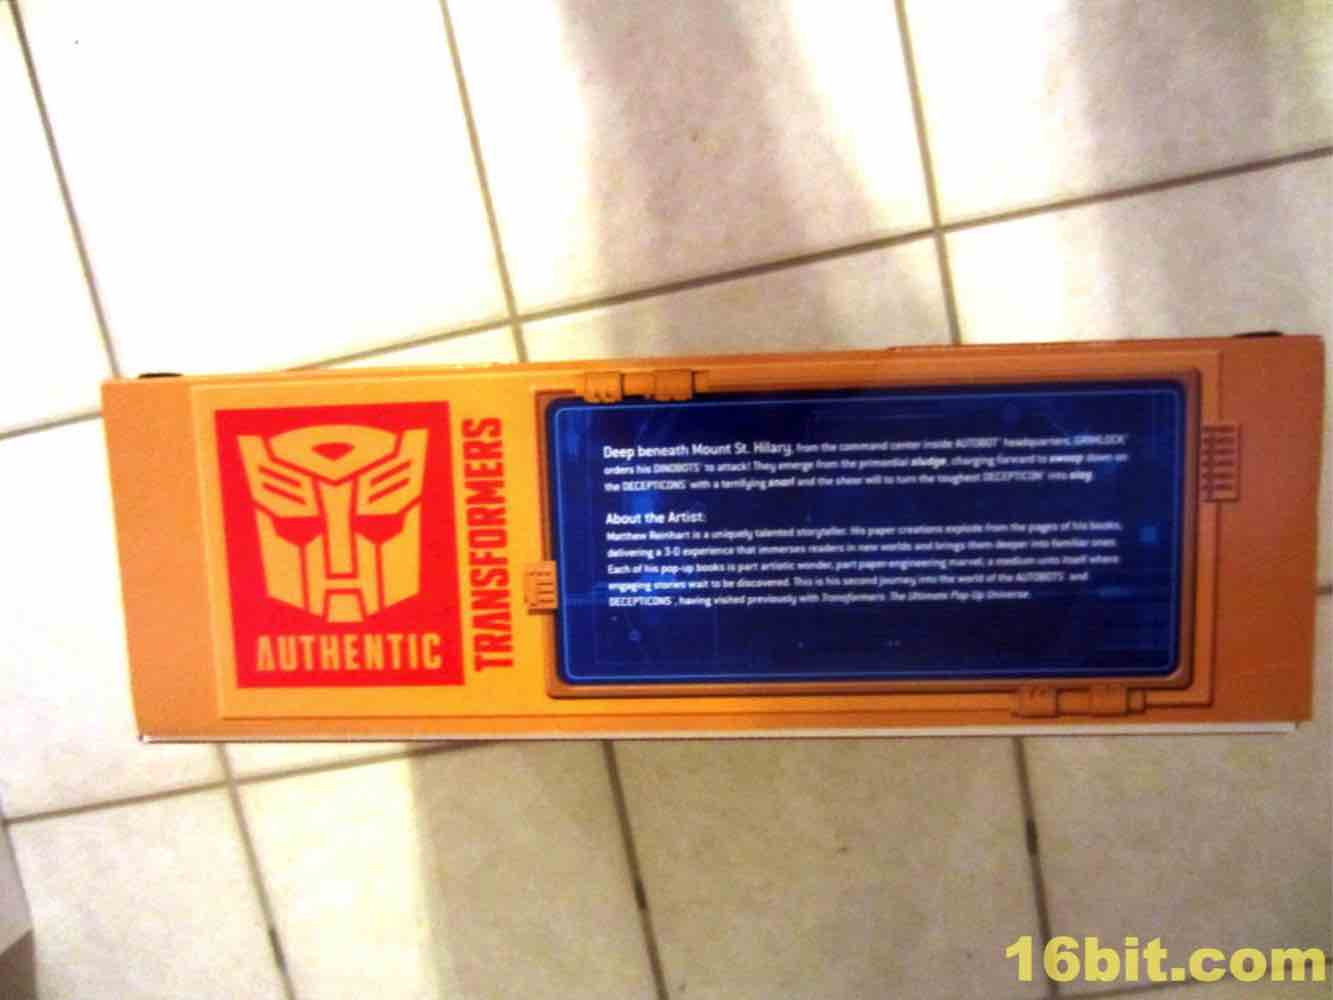 AUTHENTIC
TRANSFORMERS
Deep beneath Mount St. Hilary, from the command center inside AUTOBOT headquarters, GRIMLOCK
orders his DINOBOTS to attack! They emerge from the primordial sludge, charging forward to swoop down on
the DECEPTICONS with a terrifying snarl and the sheer will to turn the toughest DECEPTICON into slag.
About the Artist:
Matthew Reinhart is a uniquely talented storyteller. His paper creations explode from the pages of his books,
delivering a 3-D experience that immerses readers in new worlds and brings them deeper into familiar ones.
Each of his pop-up books is part artistic wonder, part paper engineering marvel, a medium unto itself where
engaging stories wait to be discovered. This is his second journey into the world of the AUTOBOTS and
DECEPTICONS, having visited previously with Transformers: The Ultimate Pop-Up Universe.
16bit.com